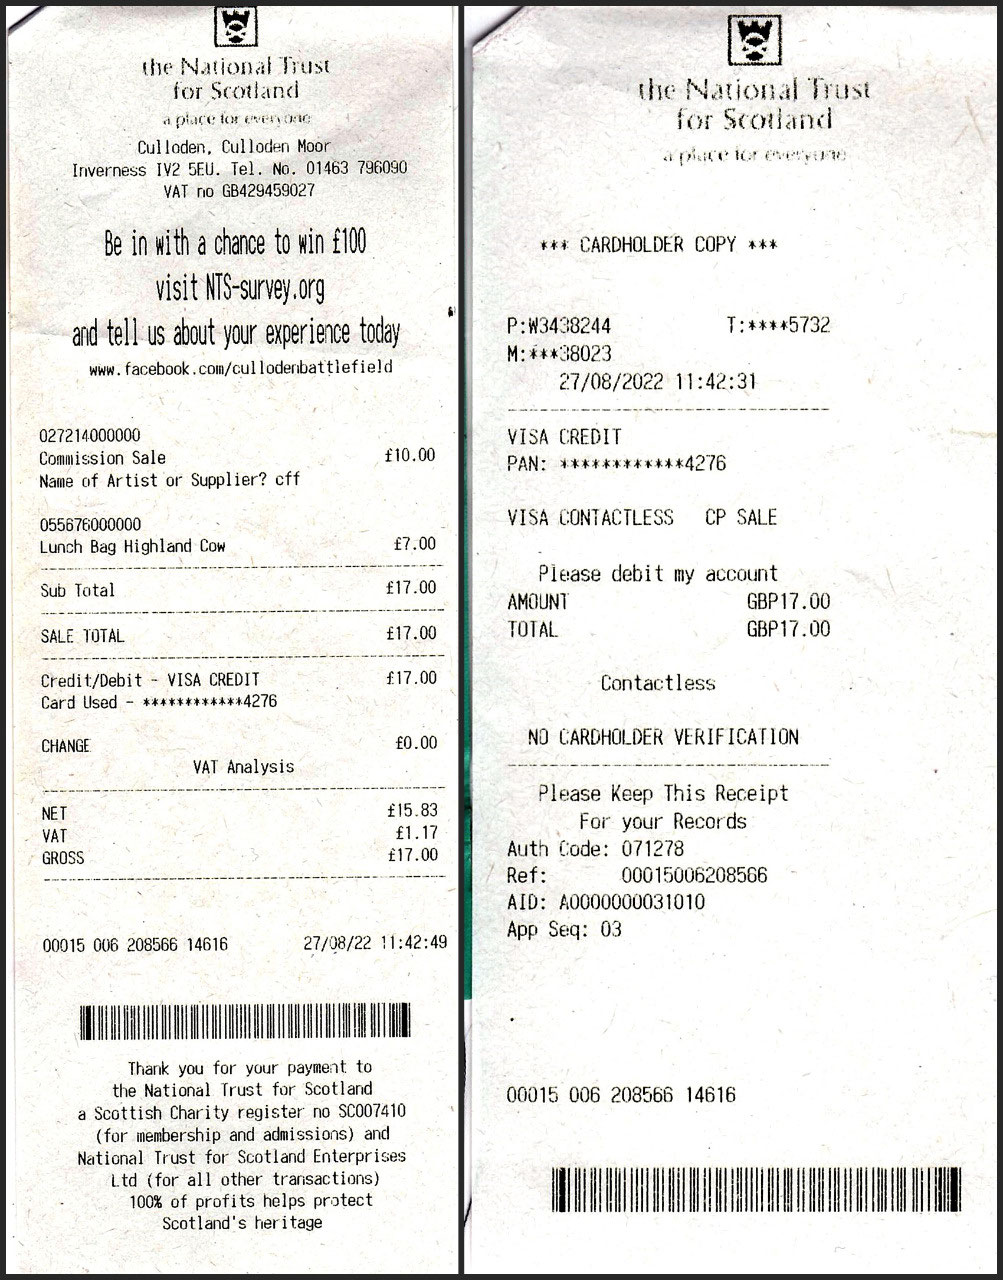 the National Trust
for Scotland
a place for everyone
Culloden, Culloden Moor
Inverness IV2 5EU. Tel. No. 01463 796090
VAT no GB429459027
Be in with a chance to win £100
visit NTS-survey.org
and tell us about your experience today
www.facebook.com/cullodenbattlefield
027214000000
Commission Sale £10.00
Name of Artist or Supplier? cff
055676000000
Lunch Bag Highland Cow £7.00
Sub Total £17.00
SALE TOTAL £17.00
Credit/Debit - VISA CREDIT £17.00
Card Used - ************4276
CHANGE £0.00
VAT Analysis
NET £15.83
VAT £1.17
GROSS £17.00
00015 006 208566 14616 27/08/22 11:42:49
Thank you for your payment to
the National Trust for Scotland
a Scottish Charity register no SC007410
(for membership and admissions) and
National Trust for Scotland Enterprises
Ltd (for all other transactions)
100% of profits helps protect
Scotland's heritage
the National Trust
for Scotland
a place for everyone
*** CARDHOLDER COPY ***
P:W3438244 T:****5732
M:***38023
27/08/2022 11:42:31
VISA CREDIT
PAN: ************4276
VISA CONTACTLESS CP SALE
Please debit my account
AMOUNT GBP17.00
TOTAL GBP17.00
Contactless
NO CARDHOLDER VERIFICATION
Please Keep This Receipt
For your Records
Auth Code: 071278
Ref: 00015006208566
AID: A0000000031010
App Seq: 03
00015 006 208566 14616